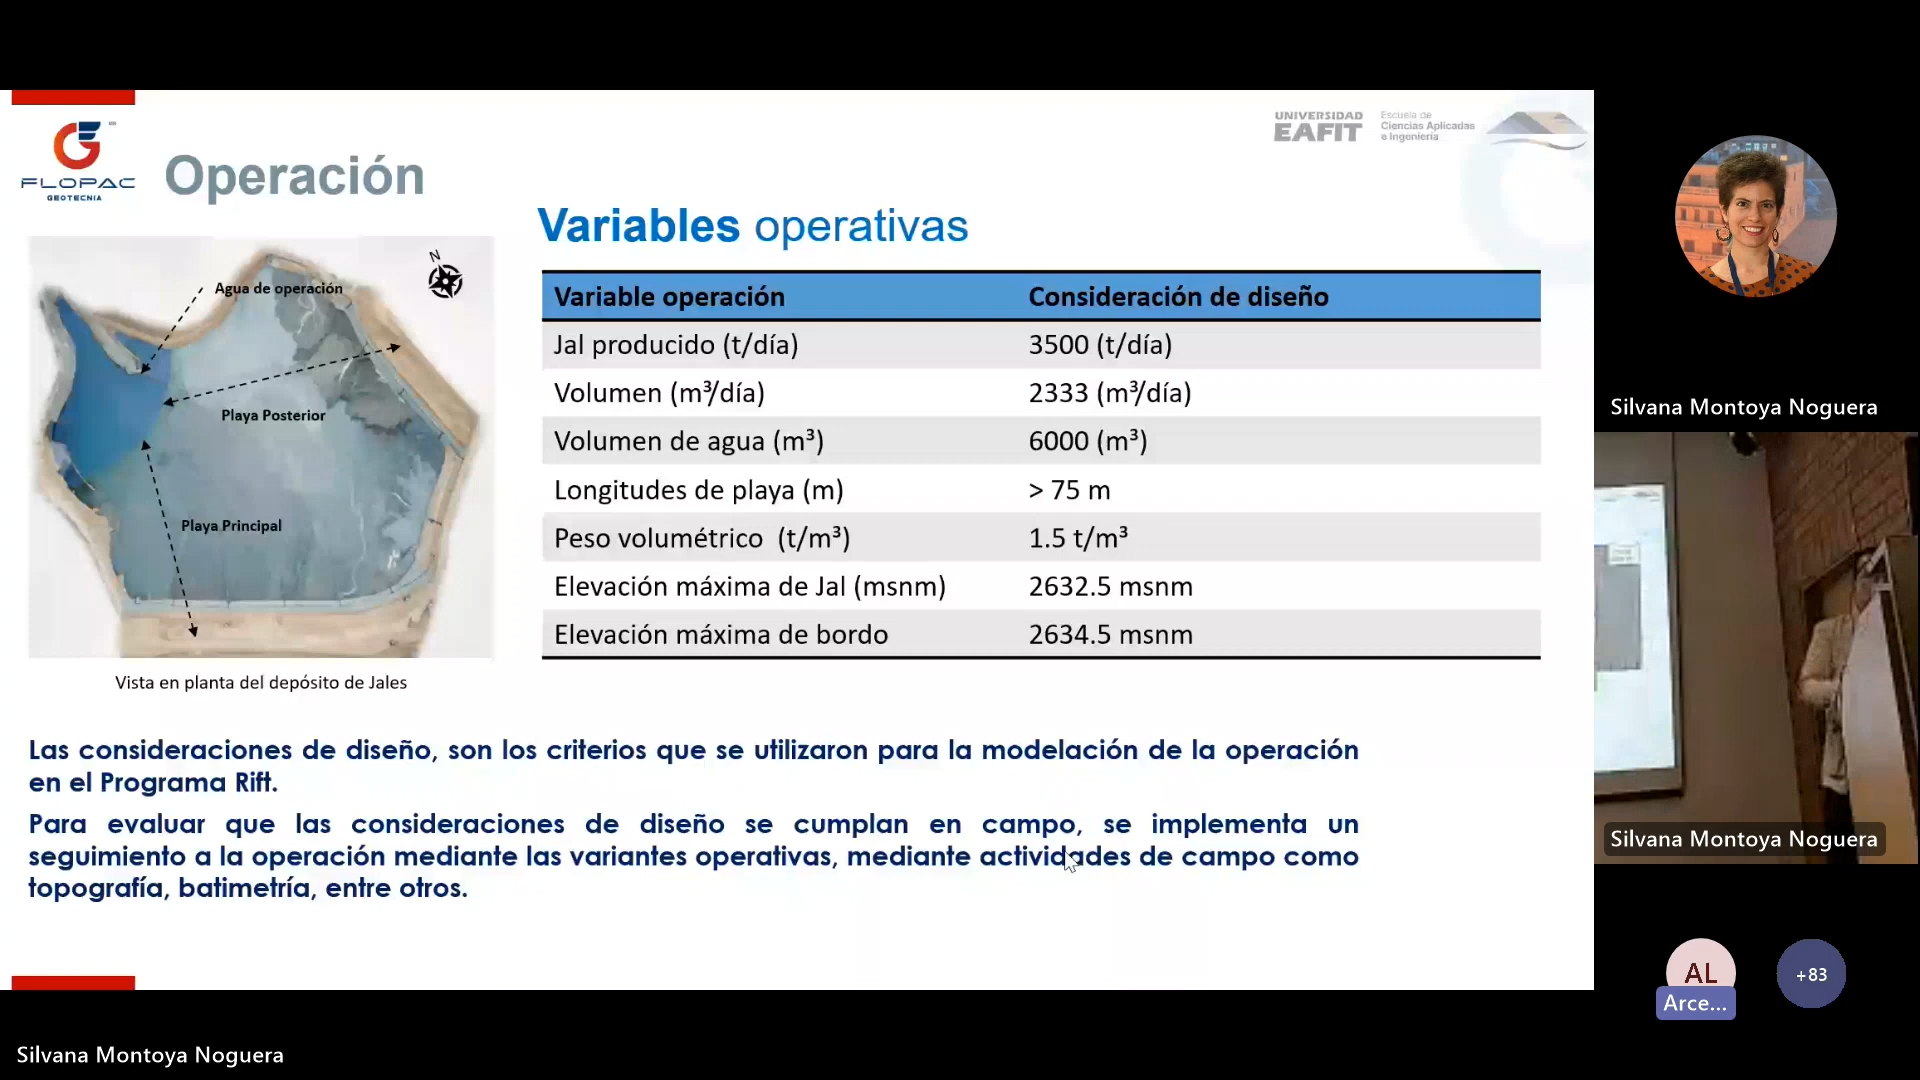 UNIVERSIDAD
EAFIT
Escuela de
Ciencias Aplicadas
e Ingeniería
FLOPAC
GEOTECNIA
Operación
Variables operativas
N
Agua de operación
Playa Posterior
Playa Principal
Vista en planta del depósito de Jales
Variable operación Consideración de diseño
Jal producido (t/día) 3500 (t/día)
Volumen (m³/día) 2333 (m³/día)
Volumen de agua (m³) 6000 (m³)
Longitudes de playa (m) > 75 m
Peso volumétrico (t/m³) 1.5 t/m³
Elevación máxima de Jal (msnm) 2632.5 msnm
Elevación máxima de bordo 2634.5 msnm
Las consideraciones de diseño, son los criterios que se utilizaron para la modelación de la operación
en el Programa Rift.
Para evaluar que las consideraciones de diseño se cumplan en campo, se implementa un
seguimiento a la operación mediante las variantes operativas, mediante actividades de campo como
topografía, batimetría, entre otros.
Silvana Montoya Noguera
Silvana Montoya Noguera
AL
Arce...
+83
Silvana Montoya Noguera